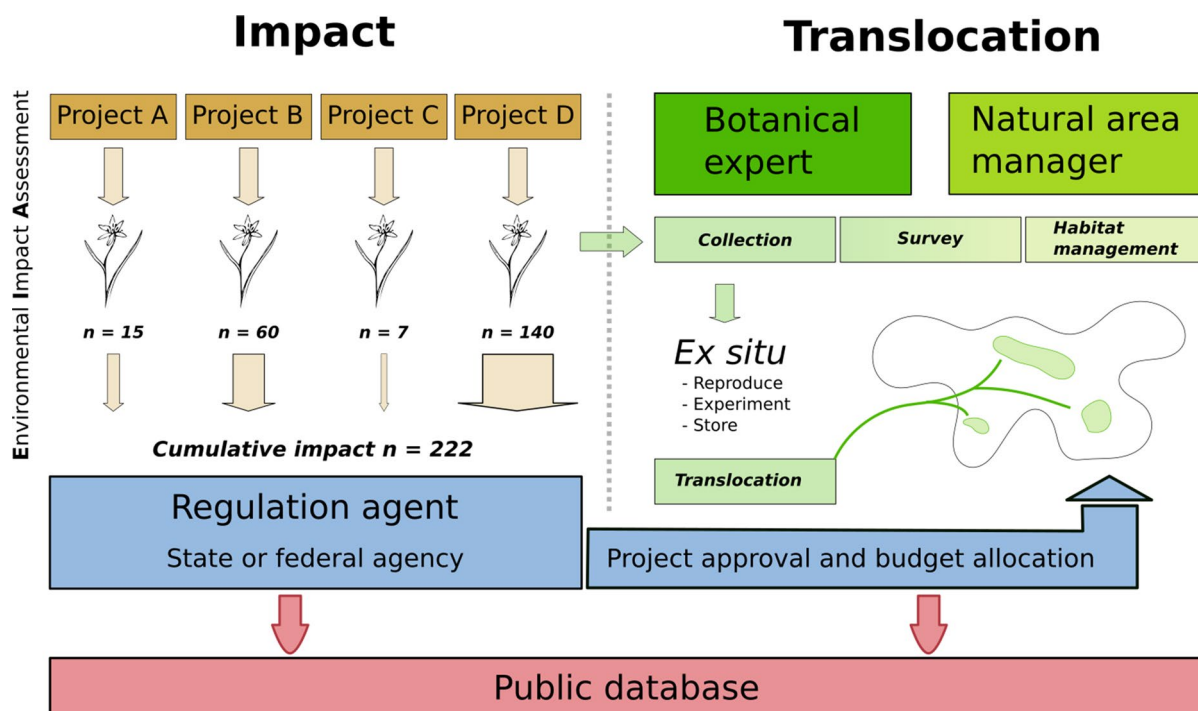 Impact
Translocation
Environmental Impact Assessment
Project A
Project B
Project C
Project D
n = 15
n = 60
n = 7
n = 140
Cumulative impact n = 222
Regulation agent
State or federal agency
Botanical
expert
Natural area
manager
Collection
Survey
Habitat
management
Ex situ
- Reproduce
- Experiment
- Store
Translocation
Project approval and budget allocation
Public database